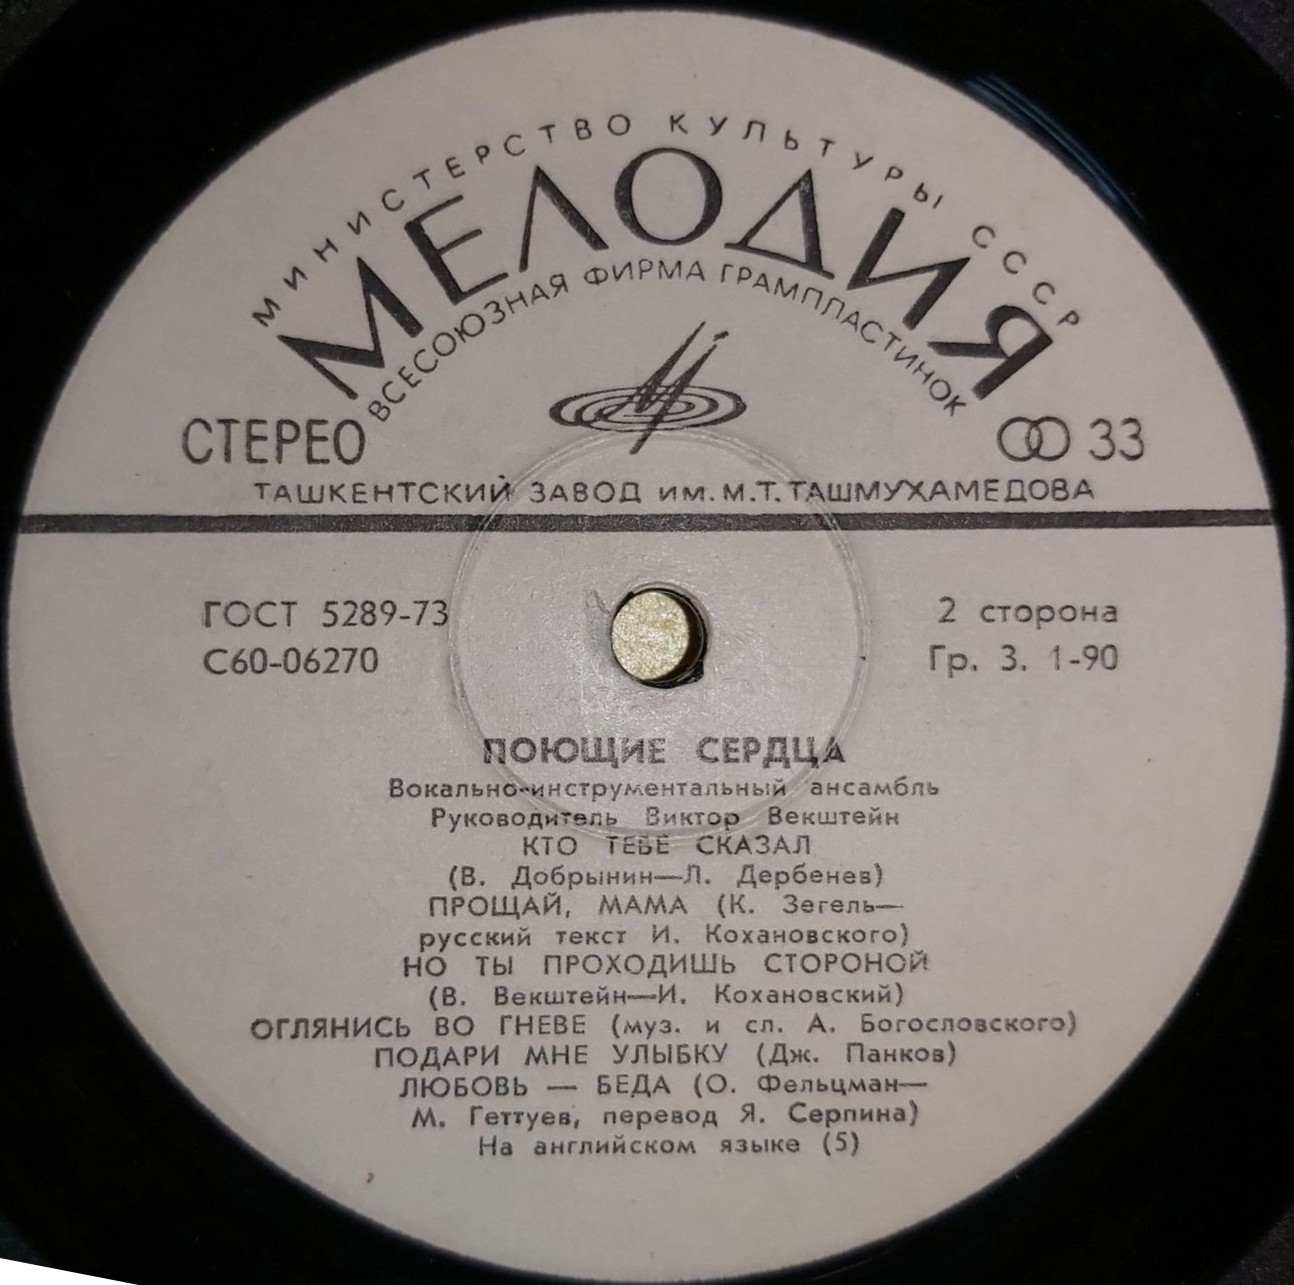 МИНИСТЕРСТВО КУЛЬТУРЫ СССР
МЕЛОДИЯ
ВСЕСОЮЗНАЯ ФИРМА ГРАМПЛАСТИНОК
СТЕРЕО 33
ТАШКЕНТСКИЙ ЗАВОД им. М.Т. ТАШМУХАМЕДОВА
ГОСТ 5289-73 2 сторона
С60-06270 Гр. 3. 1-90
ПОЮЩИЕ СЕРДЦА
Вокально-инструментальный ансамбль
Руководитель Виктор Векштейн
КТО ТЕБЕ СКАЗАЛ
(В. Добрынин—Л. Дербенев)
ПРОЩАЙ, МАМА (К. Зегель—
русский текст И. Кохановского)
НО ТЫ ПРОХОДИШЬ СТОРОНОЙ
(В. Векштейн—И. Кохановский)
ОГЛЯНИСЬ ВО ГНЕВЕ (муз. и сл. А. Богословского)
ПОДАРИ МНЕ УЛЫБКУ (Дж. Панков)
ЛЮБОВЬ — БЕДА (О. Фельцман—
М. Геттуев, перевод Я. Серпина)
На английском языке (5)